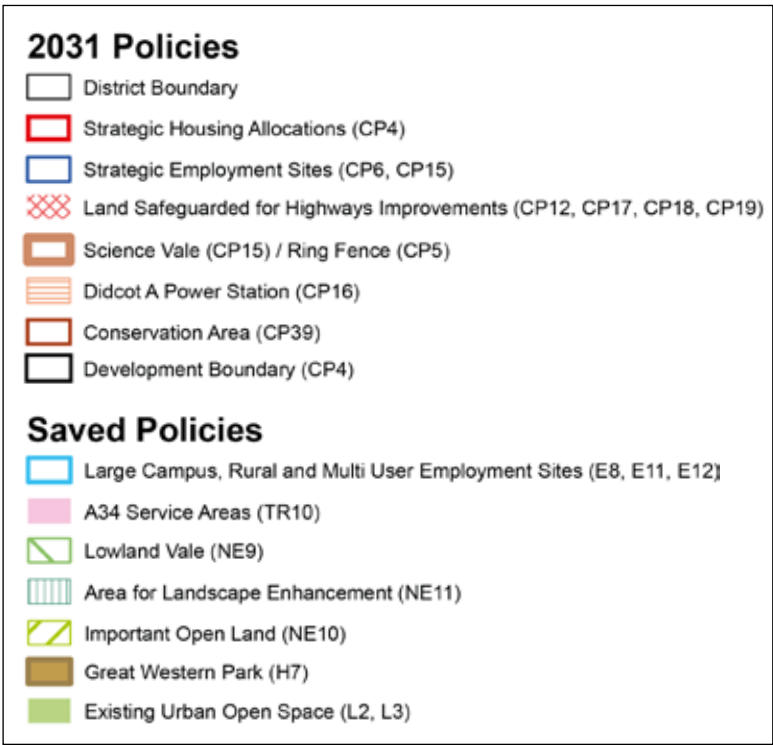 2031 Policies
District Boundary
Strategic Housing Allocations (CP4)
Strategic Employment Sites (CP6, CP15)
Land Safeguarded for Highways Improvements (CP12, CP17, CP18, CP19)
Science Vale (CP15) / Ring Fence (CP5)
Didcot A Power Station (CP16)
Conservation Area (CP39)
Development Boundary (CP4)
Saved Policies
Large Campus, Rural and Multi User Employment Sites (E8, E11, E12)
A34 Service Areas (TR10)
Lowland Vale (NE9)
Area for Landscape Enhancement (NE11)
Important Open Land (NE10)
Great Western Park (H7)
Existing Urban Open Space (L2, L3)